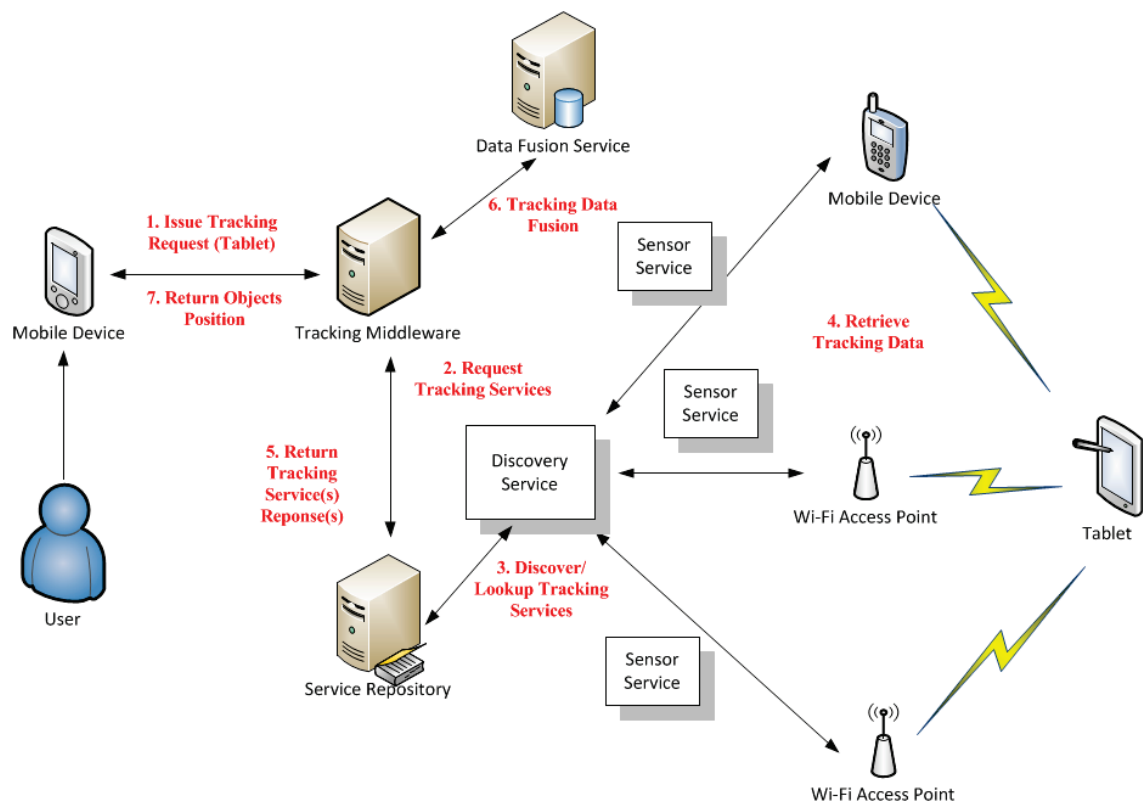 Data Fusion Service
Mobile Device
1. Issue Tracking
Request (Tablet)
6. Tracking Data
Fusion
Sensor
Service
7. Return Objects
Position
Mobile Device
Tracking Middleware
4. Retrieve
Tracking Data
2. Request
Tracking Services
Sensor
Service
5. Return
Tracking
Service(s)
Reponse(s)
Discovery
Service
Wi-Fi Access Point
Tablet
3. Discover/
Lookup Tracking
Services
User
Service Repository
Sensor
Service
Wi-Fi Access Point